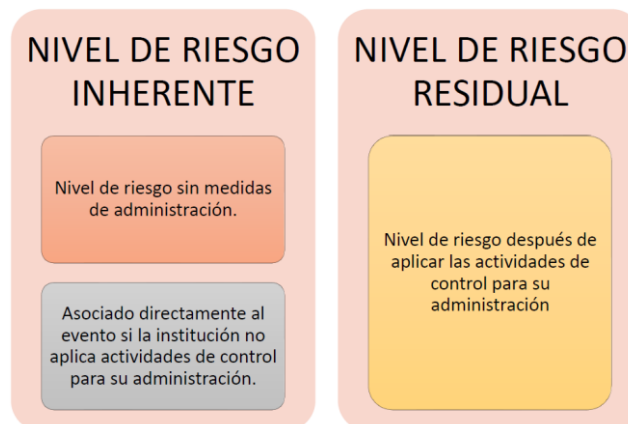 NIVEL DE RIESGO
INHERENTE
Nivel de riesgo sin medidas
de administración.
Asociado directamente al
evento si la institución no
aplica actividades de control
para su administración.
NIVEL DE RIESGO
RESIDUAL
Nivel de riesgo después de
aplicar las actividades de
control para su
administración